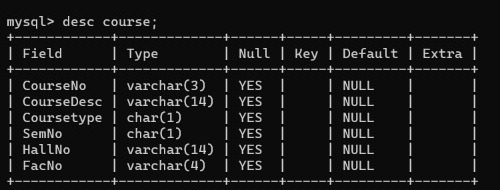 mysql> desc course;
+------------+-------------+------+-----+---------+-------+
| Field      | Type        | Null | Key | Default | Extra |
+------------+-------------+------+-----+---------+-------+
| CourseNo   | varchar(3)  | YES  |     | NULL    |       |
| CourseDesc | varchar(14) | YES  |     | NULL    |       |
| Coursetype | char(1)     | YES  |     | NULL    |       |
| SemNo      | char(1)     | YES  |     | NULL    |       |
| HallNo     | varchar(14) | YES  |     | NULL    |       |
| FacNo      | varchar(4)  | YES  |     | NULL    |       |
+------------+-------------+------+-----+---------+-------+